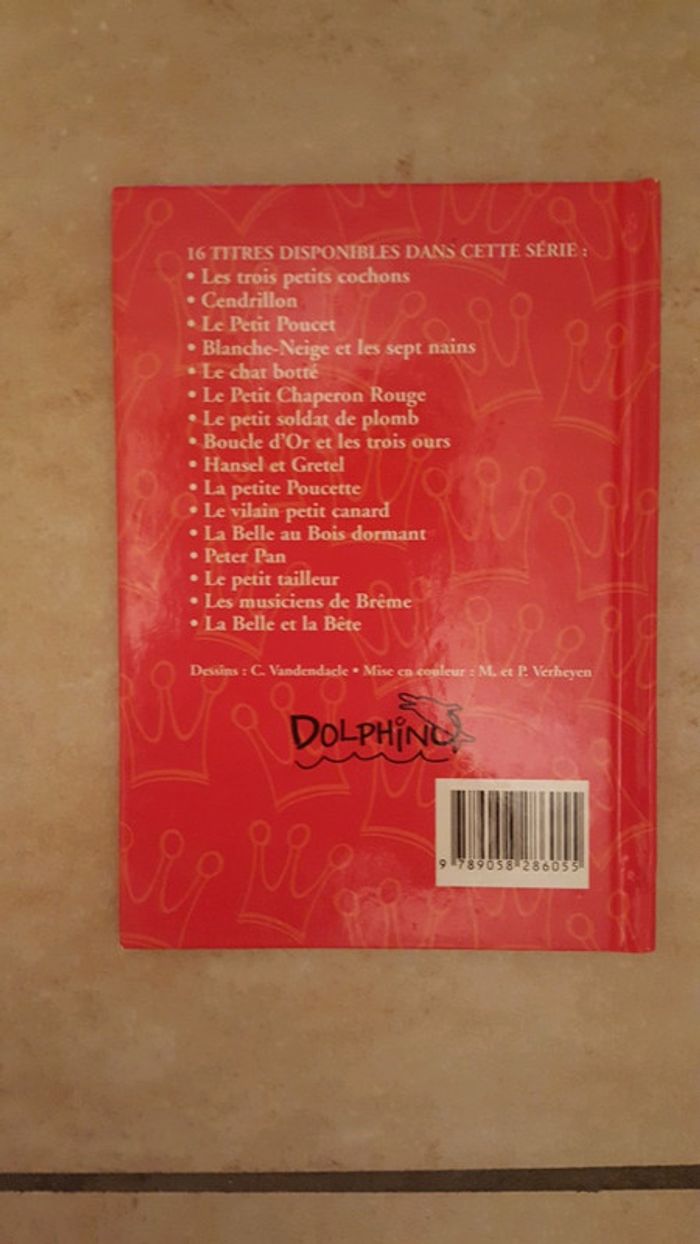 16 TITRES DISPONIBLES DANS CETTE SÉRIE :
• Les trois petits cochons
• Cendrillon
• Le Petit Poucet
• Blanche-Neige et les sept nains
• Le chat botté
• Le Petit Chaperon Rouge
• Le petit soldat de plomb
• Boucle d'Or et les trois ours
• Hansel et Gretel
• La petite Poucette
• Le vilain petit canard
• La Belle au Bois dormant
• Peter Pan
• Le petit tailleur
• Les musiciens de Brême
• La Belle et la Bête
Dessins : C. Vandendaele • Mise en couleur : M. et P. Verheyen
DOLPHINO
9 789058 286055